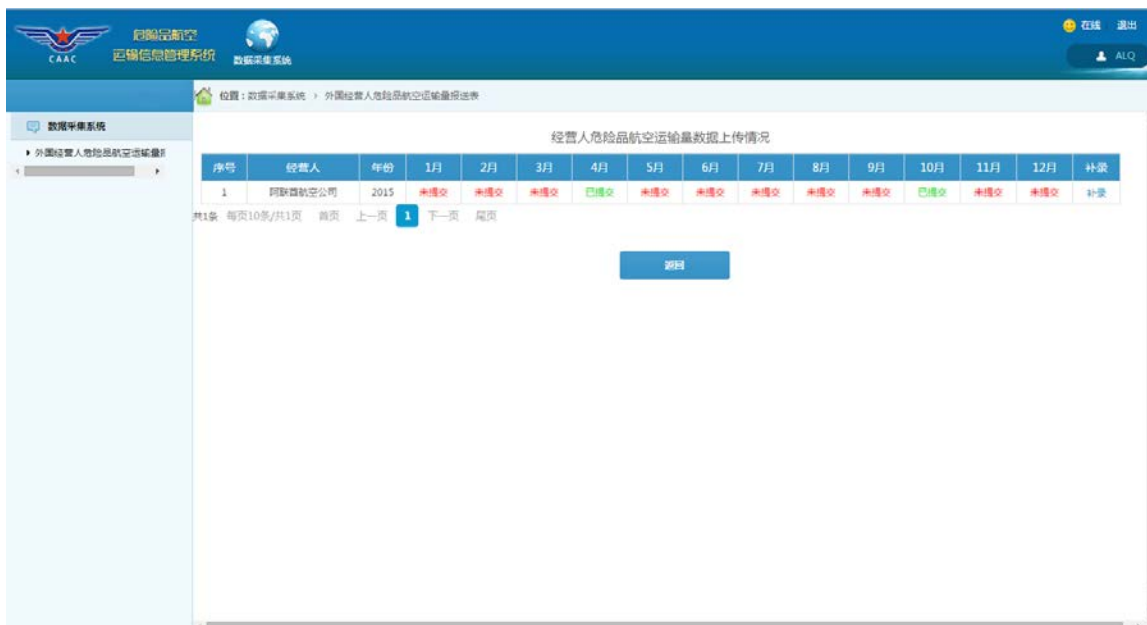 CAAC
危险品航空
运输信息管理系统
数据采集系统
在线 退出
ALQ
位置：数据采集系统 › 外国经营人危险品航空运输量报送表
数据采集系统
外国经营人危险品航空运输量
经营人危险品航空运输量数据上传情况
序号 经营人 年份 1月 2月 3月 4月 5月 6月 7月 8月 9月 10月 11月 12月 补录
1 阿联酋航空公司 2015 未提交 未提交 未提交 已提交 未提交 未提交 未提交 未提交 未提交 已提交 未提交 未提交 补录
共1条 每页10条/共1页 首页 上一页 1 下一页 尾页
返回